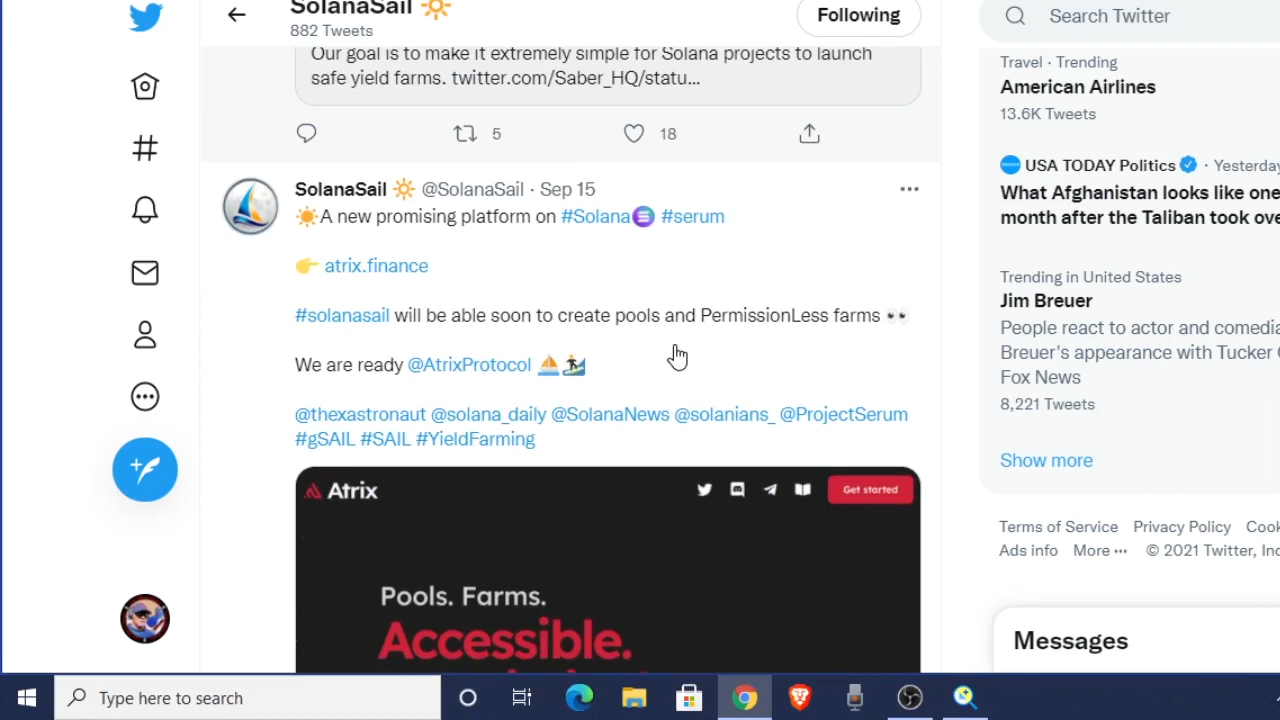 SolanaSail
882 Tweets
Following
Our goal is to make it extremely simple for Solana projects to launch
safe yield farms. twitter.com/Saber_HQ/statu...
5
18
SolanaSail @SolanaSail · Sep 15
A new promising platform on #Solana #serum
atrix.finance
#solanasail will be able soon to create pools and PermissionLess farms
We are ready @AtrixProtocol
@thexastronaut @solana_daily @SolanaNews @solanians_ @ProjectSerum
#gSAIL #SAIL #YieldFarming
Atrix
Get started
Pools. Farms.
Accessible.
Search Twitter
Travel · Trending
American Airlines
13.6K Tweets
USA TODAY Politics · Yesterday
What Afghanistan looks like one
month after the Taliban took ove
Trending in United States
Jim Breuer
People react to actor and comedia
Breuer's appearance with Tucker
Fox News
8,221 Tweets
Show more
Terms of Service Privacy Policy Cook
Ads info More ··· © 2021 Twitter, Inc
Messages
Type here to search